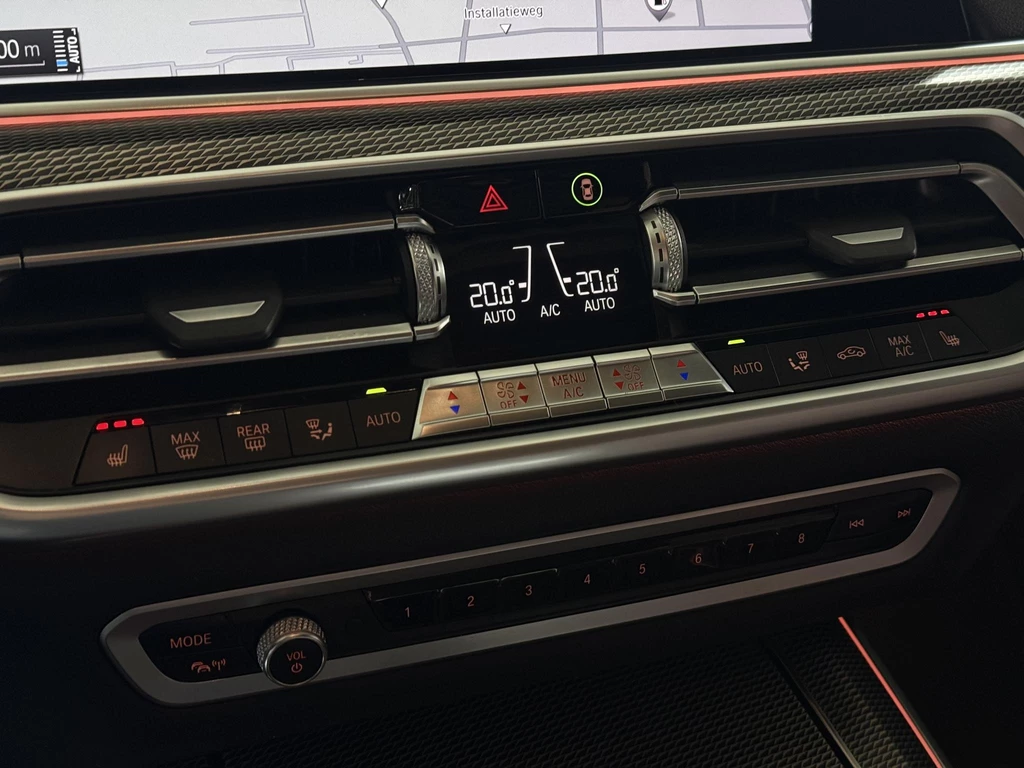 Installatieweg
00 m
AUTO
20.0°
20.0°
AUTO
A/C
AUTO
MAX
REAR
AUTO
OFF
MENU
A/C
OFF
AUTO
MAX
A/C
MODE
VOL
1
2
3
4
5
6
7
8